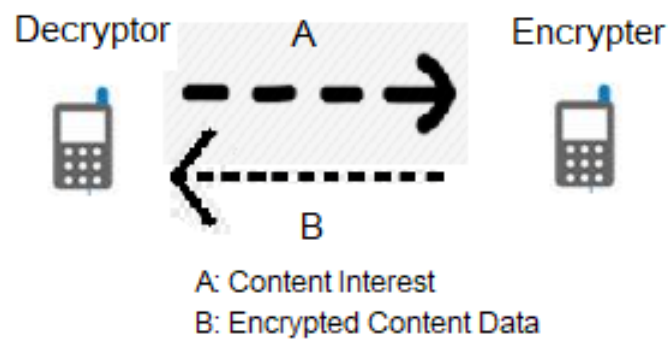 Decryptor
A
Encrypter
B
A: Content Interest
B: Encrypted Content Data